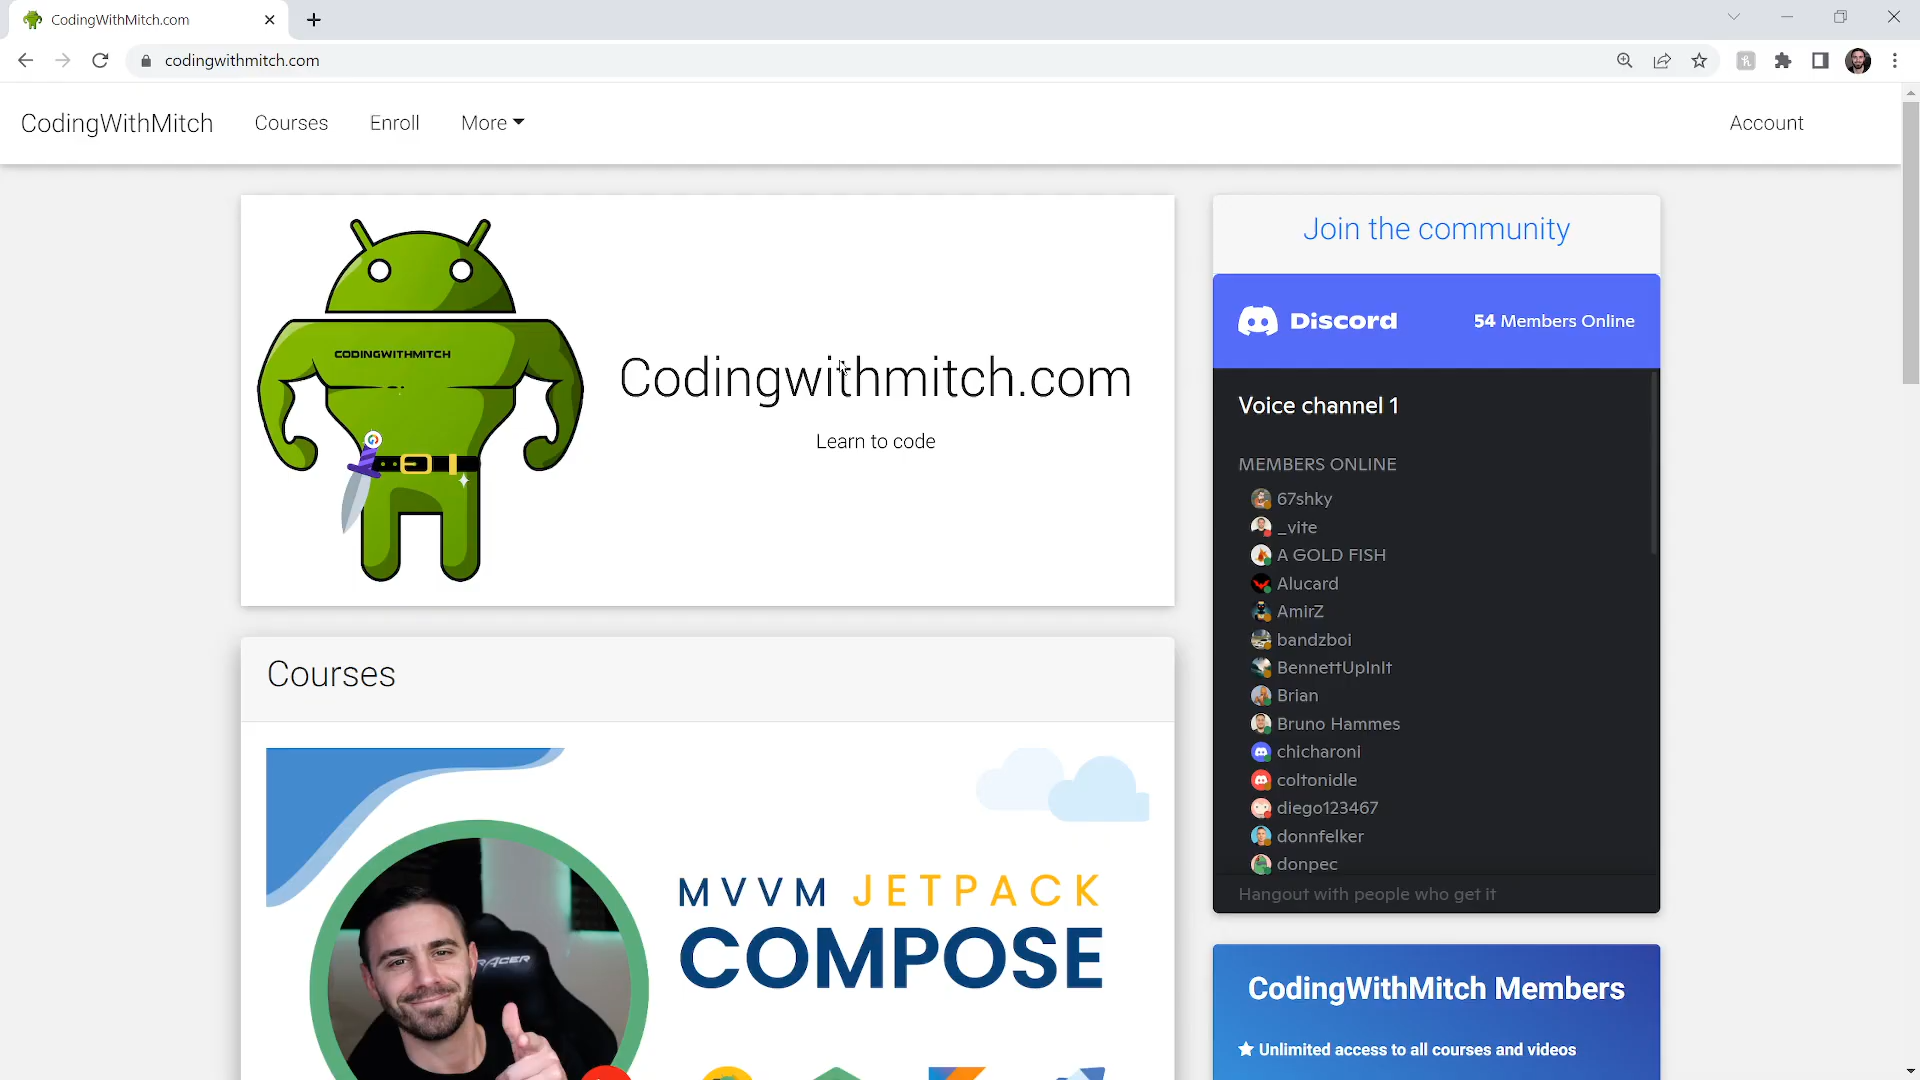 CodingWithMitch.com
codingwithmitch.com
CodingWithMitch
Courses
Enroll
More
Account
CODINGWITHMITCH
Codingwithmitch.com
Learn to code
Join the community
Discord
54 Members Online
Voice channel 1
MEMBERS ONLINE
67shky
_vite
A GOLD FISH
Alucard
AmirZ
bandzboi
BennettUpInIt
Brian
Bruno Hammes
chicharoni
coltonidle
diego123467
donnfelker
donpec
Hangout with people who get it
Courses
MVVM JETPACK
COMPOSE
CodingWithMitch Members
Unlimited access to all courses and videos